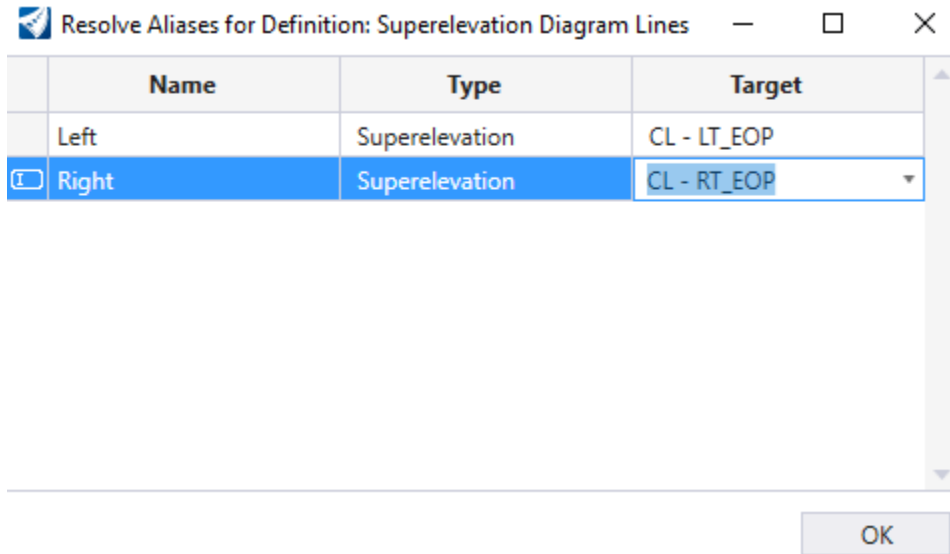 Resolve Aliases for Definition: Superelevation Diagram Lines
Name Type Target
Left Superelevation CL - LT_EOP
Right Superelevation CL - RT_EOP
OK